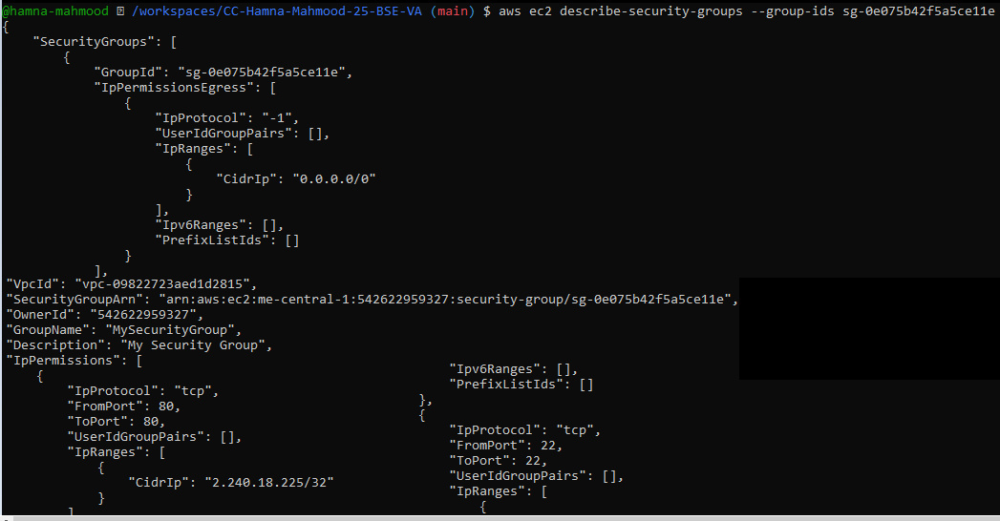 @hamna-mahmood /workspaces/CC-Hamna-Mahmood-25-BSE-VA (main) $ aws ec2 describe-security-groups --group-ids sg-0e075b42f5a5ce11e
{
"SecurityGroups": [
{
"GroupId": "sg-0e075b42f5a5ce11e",
"IpPermissionsEgress": [
{
"IpProtocol": "-1",
"UserIdGroupPairs": [],
"IpRanges": [
{
"CidrIp": "0.0.0.0/0"
}
],
"Ipv6Ranges": [],
"PrefixListIds": []
}
],
"VpcId": "vpc-09822723aed1d2815",
"SecurityGroupArn": "arn:aws:ec2:me-central-1:542622959327:security-group/sg-0e075b42f5a5ce11e",
"OwnerId": "542622959327",
"GroupName": "MySecurityGroup",
"Description": "My Security Group",
"IpPermissions": [
{
"IpProtocol": "tcp",
"FromPort": 80,
"ToPort": 80,
"UserIdGroupPairs": [],
"IpRanges": [
{
"CidrIp": "2.240.18.225/32"
}
]
"Ipv6Ranges": [],
"PrefixListIds": []
},
{
"IpProtocol": "tcp",
"FromPort": 22,
"ToPort": 22,
"UserIdGroupPairs": [],
"IpRanges": [
{